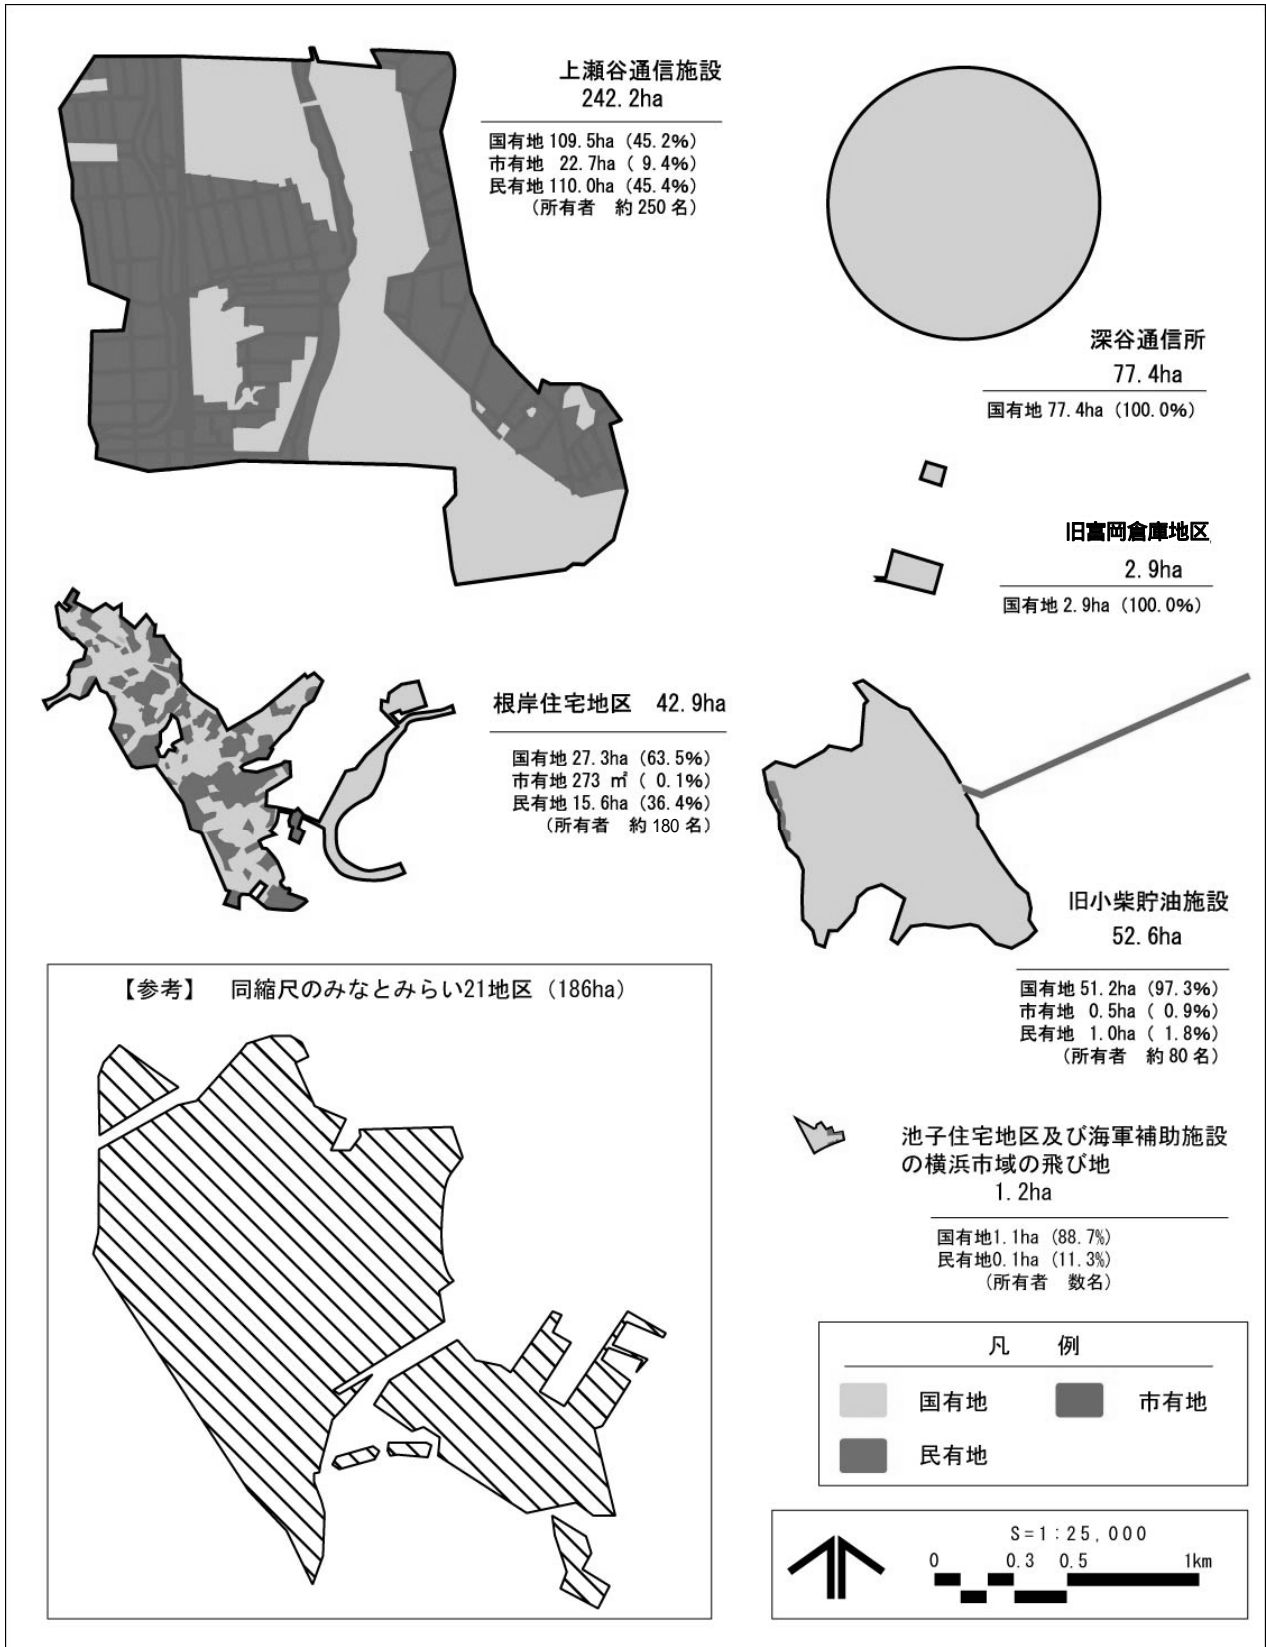 上瀬谷通信施設
242.2ha
国有地 109.5ha (45.2%)
市有地 22.7ha ( 9.4%)
民有地 110.0ha (45.4%)
(所有者 約 250 名)
深谷通信所
77.4ha
国有地 77.4ha (100.0%)
旧富岡倉庫地区
2.9ha
国有地 2.9ha (100.0%)
根岸住宅地区 42.9ha
国有地 27.3ha (63.5%)
市有地 273 ㎡ ( 0.1%)
民有地 15.6ha (36.4%)
(所有者 約 180 名)
旧小柴貯油施設
52.6ha
国有地 51.2ha (97.3%)
市有地 0.5ha ( 0.9%)
民有地 1.0ha ( 1.8%)
(所有者 約 80 名)
【参考】 同縮尺のみなとみらい21地区 (186ha)
池子住宅地区及び海軍補助施設
の横浜市域の飛び地
1.2ha
国有地1.1ha (88.7%)
民有地0.1ha (11.3%)
(所有者 数名)
凡 例
国有地 市有地
民有地
S=1:25,000
0 0.3 0.5 1km